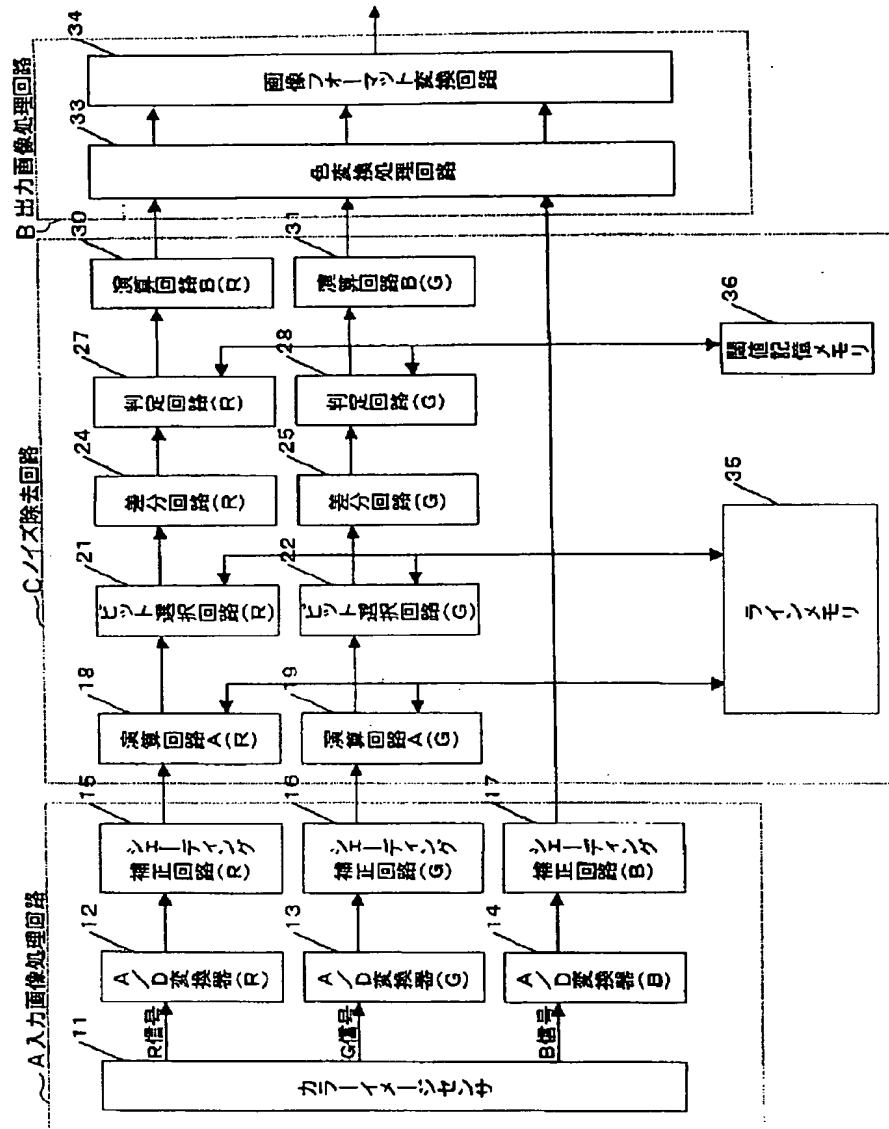 A入力画像処理回路
11
カラーイメージセンサ
R信号
G信号
B信号
12
A/D変換器(R)
13
A/D変換器(G)
14
A/D変換器(B)
15
シェーディング
補正回路(R)
16
シェーディング
補正回路(G)
17
シェーディング
補正回路(B)
Cノイズ除去回路
18
演算回路A(R)
19
演算回路A(G)
21
ビット選択回路(R)
22
ビット選択回路(G)
24
差分回路(R)
25
差分回路(G)
27
判定回路(R)
28
判定回路(G)
30
演算回路B(R)
31
演算回路B(G)
35
ラインメモリ
36
閾値記憶メモリ
B出力画像処理回路
33
色変換処理回路
34
画像フォーマット変換回路